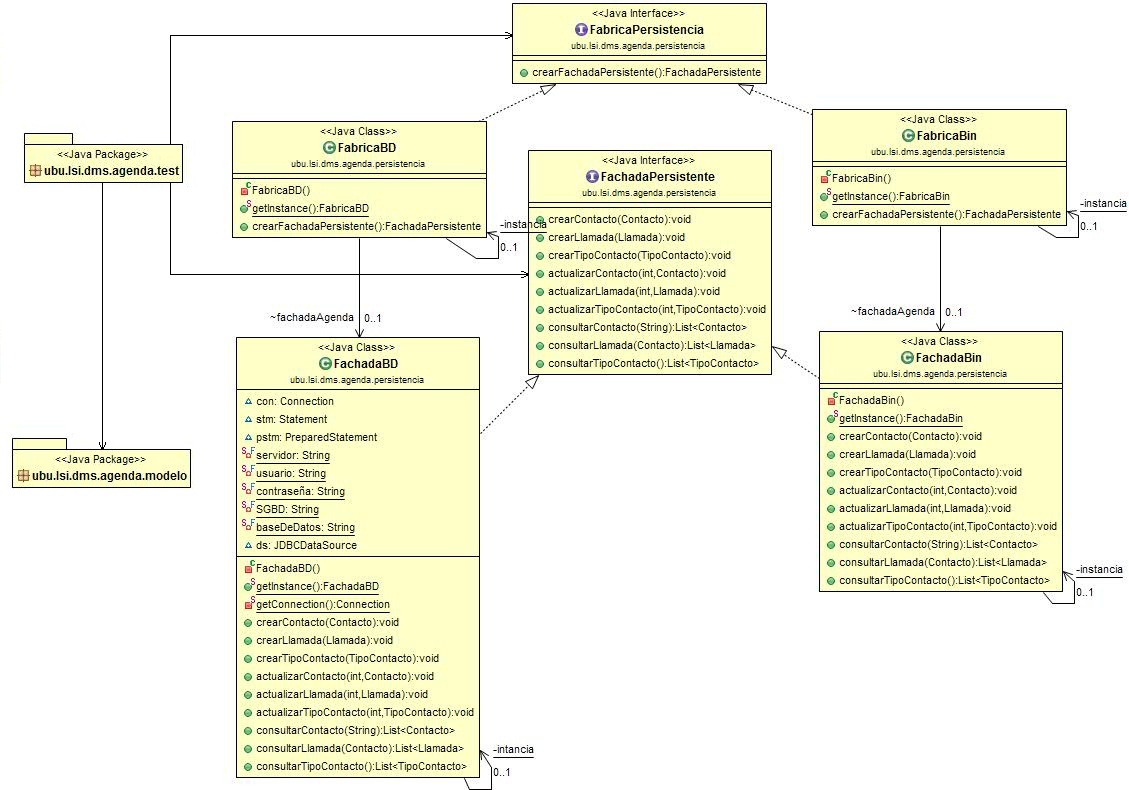 <<Java Interface>>
FabricaPersistencia
ubu.lsi.dms.agenda.persistencia
crearFachadaPersistente():FachadaPersistente
<<Java Class>>
FabricaBD
ubu.lsi.dms.agenda.persistencia
FabricaBD()
getInstance():FabricaBD
crearFachadaPersistente():FachadaPersistente
-instancia
0..1
<<Java Class>>
FabricaBin
ubu.lsi.dms.agenda.persistencia
FabricaBin()
getInstance():FabricaBin
crearFachadaPersistente():FachadaPersistente
-instancia
0..1
<<Java Package>>
ubu.lsi.dms.agenda.test
<<Java Interface>>
FachadaPersistente
ubu.lsi.dms.agenda.persistencia
crearContacto(Contacto):void
crearLlamada(Llamada):void
crearTipoContacto(TipoContacto):void
actualizarContacto(int,Contacto):void
actualizarLlamada(int,Llamada):void
actualizarTipoContacto(int,TipoContacto):void
consultarContacto(String):List<Contacto>
consultarLlamada(Contacto):List<Llamada>
consultarTipoContacto():List<TipoContacto>
~fachadaAgenda
0..1
~fachadaAgenda
0..1
<<Java Class>>
FachadaBD
ubu.lsi.dms.agenda.persistencia
con: Connection
stm: Statement
pstm: PreparedStatement
servidor: String
usuario: String
contraseña: String
SGBD: String
baseDeDatos: String
ds: JDBCDataSource
FachadaBD()
getInstance():FachadaBD
getConnection():Connection
crearContacto(Contacto):void
crearLlamada(Llamada):void
crearTipoContacto(TipoContacto):void
actualizarContacto(int,Contacto):void
actualizarLlamada(int,Llamada):void
actualizarTipoContacto(int,TipoContacto):void
consultarContacto(String):List<Contacto>
consultarLlamada(Contacto):List<Llamada>
consultarTipoContacto():List<TipoContacto>
-intancia
0..1
<<Java Class>>
FachadaBin
ubu.lsi.dms.agenda.persistencia
FachadaBin()
getInstance():FachadaBin
crearContacto(Contacto):void
crearLlamada(Llamada):void
crearTipoContacto(TipoContacto):void
actualizarContacto(int,Contacto):void
actualizarLlamada(int,Llamada):void
actualizarTipoContacto(int,TipoContacto):void
consultarContacto(String):List<Contacto>
consultarLlamada(Contacto):List<Llamada>
consultarTipoContacto():List<TipoContacto>
-instancia
0..1
<<Java Package>>
ubu.lsi.dms.agenda.modelo